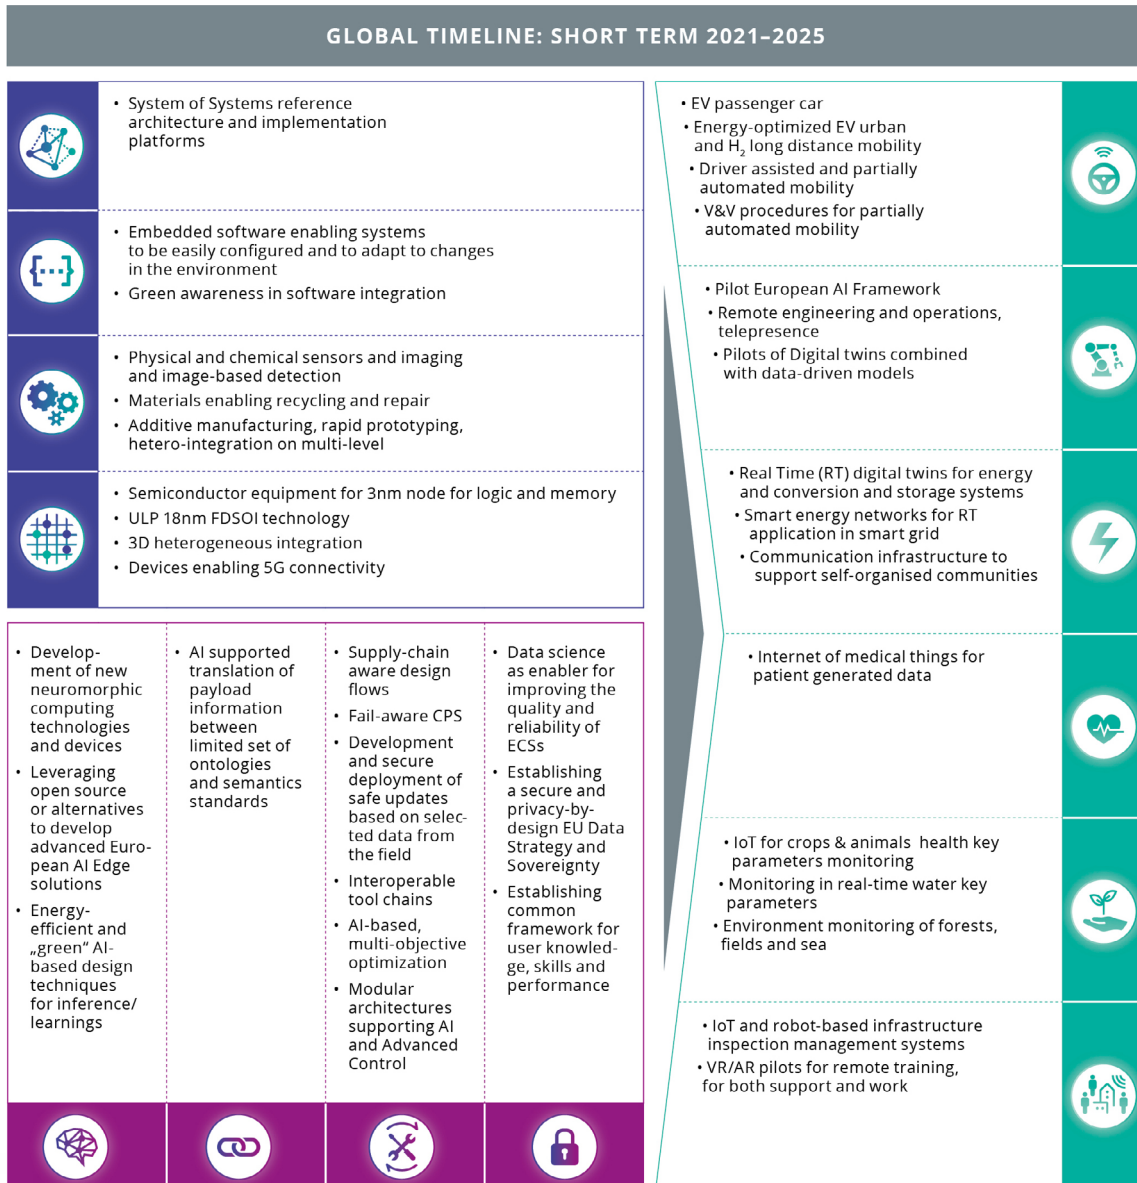 GLOBAL TIMELINE: SHORT TERM 2021–2025
• System of Systems reference
architecture and implementation
platforms
• Embedded software enabling systems
to be easily configured and to adapt to changes
in the environment
• Green awareness in software integration
• Physical and chemical sensors and imaging
and image-based detection
• Materials enabling recycling and repair
• Additive manufacturing, rapid prototyping,
hetero-integration on multi-level
• Semiconductor equipment for 3nm node for logic and memory
• ULP 18nm FDSOI technology
• 3D heterogeneous integration
• Devices enabling 5G connectivity
• Develop-
ment of new
neuromorphic
computing
technologies
and devices
• Leveraging
open source
or alternatives
to develop
advanced Euro-
pean AI Edge
solutions
• Energy-
efficient and
„green“ AI-
based design
techniques
for inference/
learnings
• AI supported
translation of
payload
information
between
limited set of
ontologies
and semantics
standards
• Supply-chain
aware design
flows
• Fail-aware CPS
• Development
and secure
deployment of
safe updates
based on selec-
ted data from
the field
• Interoperable
tool chains
• AI-based,
multi-objective
optimization
• Modular
architectures
supporting AI
and Advanced
Control
• Data science
as enabler for
improving the
quality and
reliability of
ECSs
• Establishing
a secure and
privacy-by-
design EU Data
Strategy and
Sovereignty
• Establishing
common
framework for
user knowled-
ge, skills and
performance
• EV passenger car
• Energy-optimized EV urban
and H₂ long distance mobility
• Driver assisted and partially
automated mobility
• V&V procedures for partially
automated mobility
• Pilot European AI Framework
• Remote engineering and operations,
telepresence
• Pilots of Digital twins combined
with data-driven models
• Real Time (RT) digital twins for energy
and conversion and storage systems
• Smart energy networks for RT
application in smart grid
• Communication infrastructure to
support self-organised communities
• Internet of medical things for
patient generated data
• IoT for crops & animals health key
parameters monitoring
• Monitoring in real-time water key
parameters
• Environment monitoring of forests,
fields and sea
• IoT and robot-based infrastructure
inspection management systems
• VR/AR pilots for remote training,
for both support and work